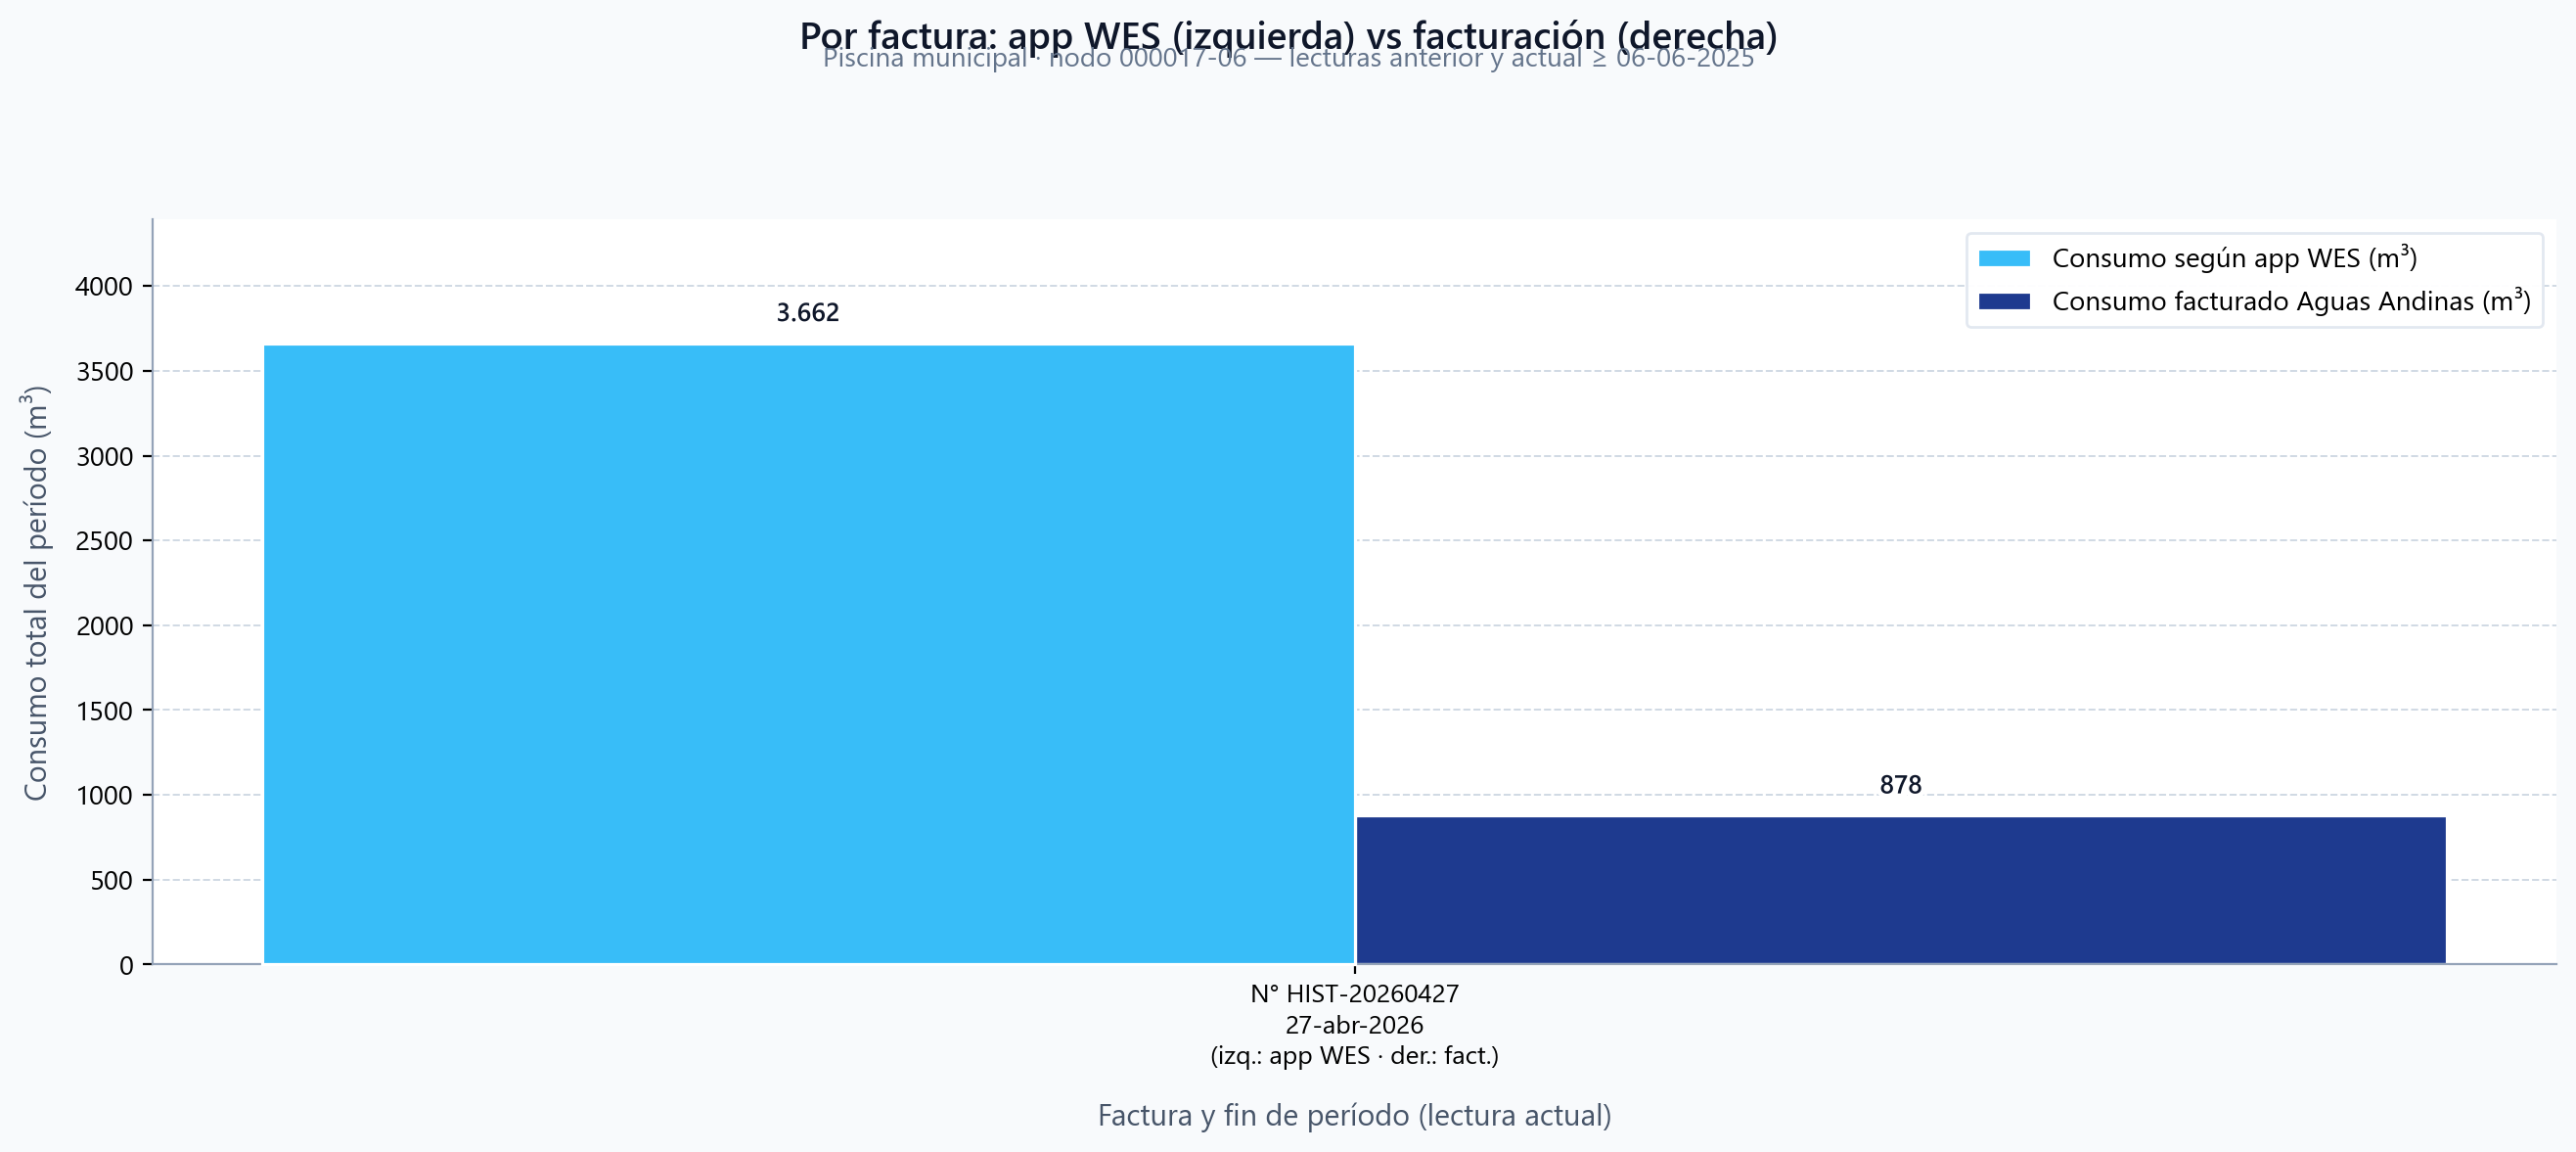 Por factura: app WES (izquierda) vs facturación (derecha)
Piscina municipal · nodo 000017-06 — lecturas anterior y actual ≥ 06-06-2025
Consumo según app WES (m³)
Consumo facturado Aguas Andinas (m³)
Consumo total del período (m³)
4000
3500
3000
2500
2000
1500
1000
500
0
3.662
878
N° HIST-20260427
27-abr-2026
(izq.: app WES · der.: fact.)
Factura y fin de período (lectura actual)